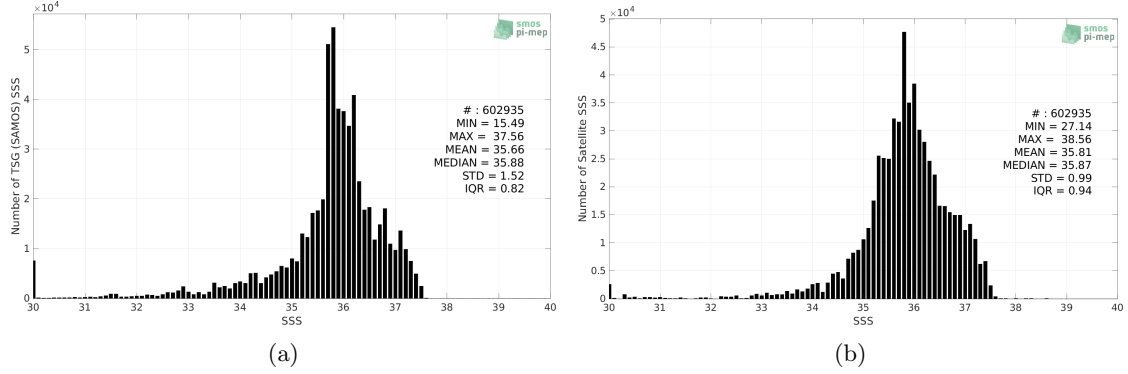 ×10⁴
5
4
3
2
1
0
Number of TSG (SAMOS) SSS
smos
pi-mep
# : 602935
MIN = 15.49
MAX = 37.56
MEAN = 35.66
MEDIAN = 35.88
STD = 1.52
IQR = 0.82
30 31 32 33 34 35 36 37 38 39 40
SSS
(a)
×10⁴
5
4.5
4
3.5
3
2.5
2
1.5
1
0.5
0
Number of Satellite SSS
smos
pi-mep
# : 602935
MIN = 27.14
MAX = 38.56
MEAN = 35.81
MEDIAN = 35.87
STD = 0.99
IQR = 0.94
30 31 32 33 34 35 36 37 38 39 40
SSS
(b)